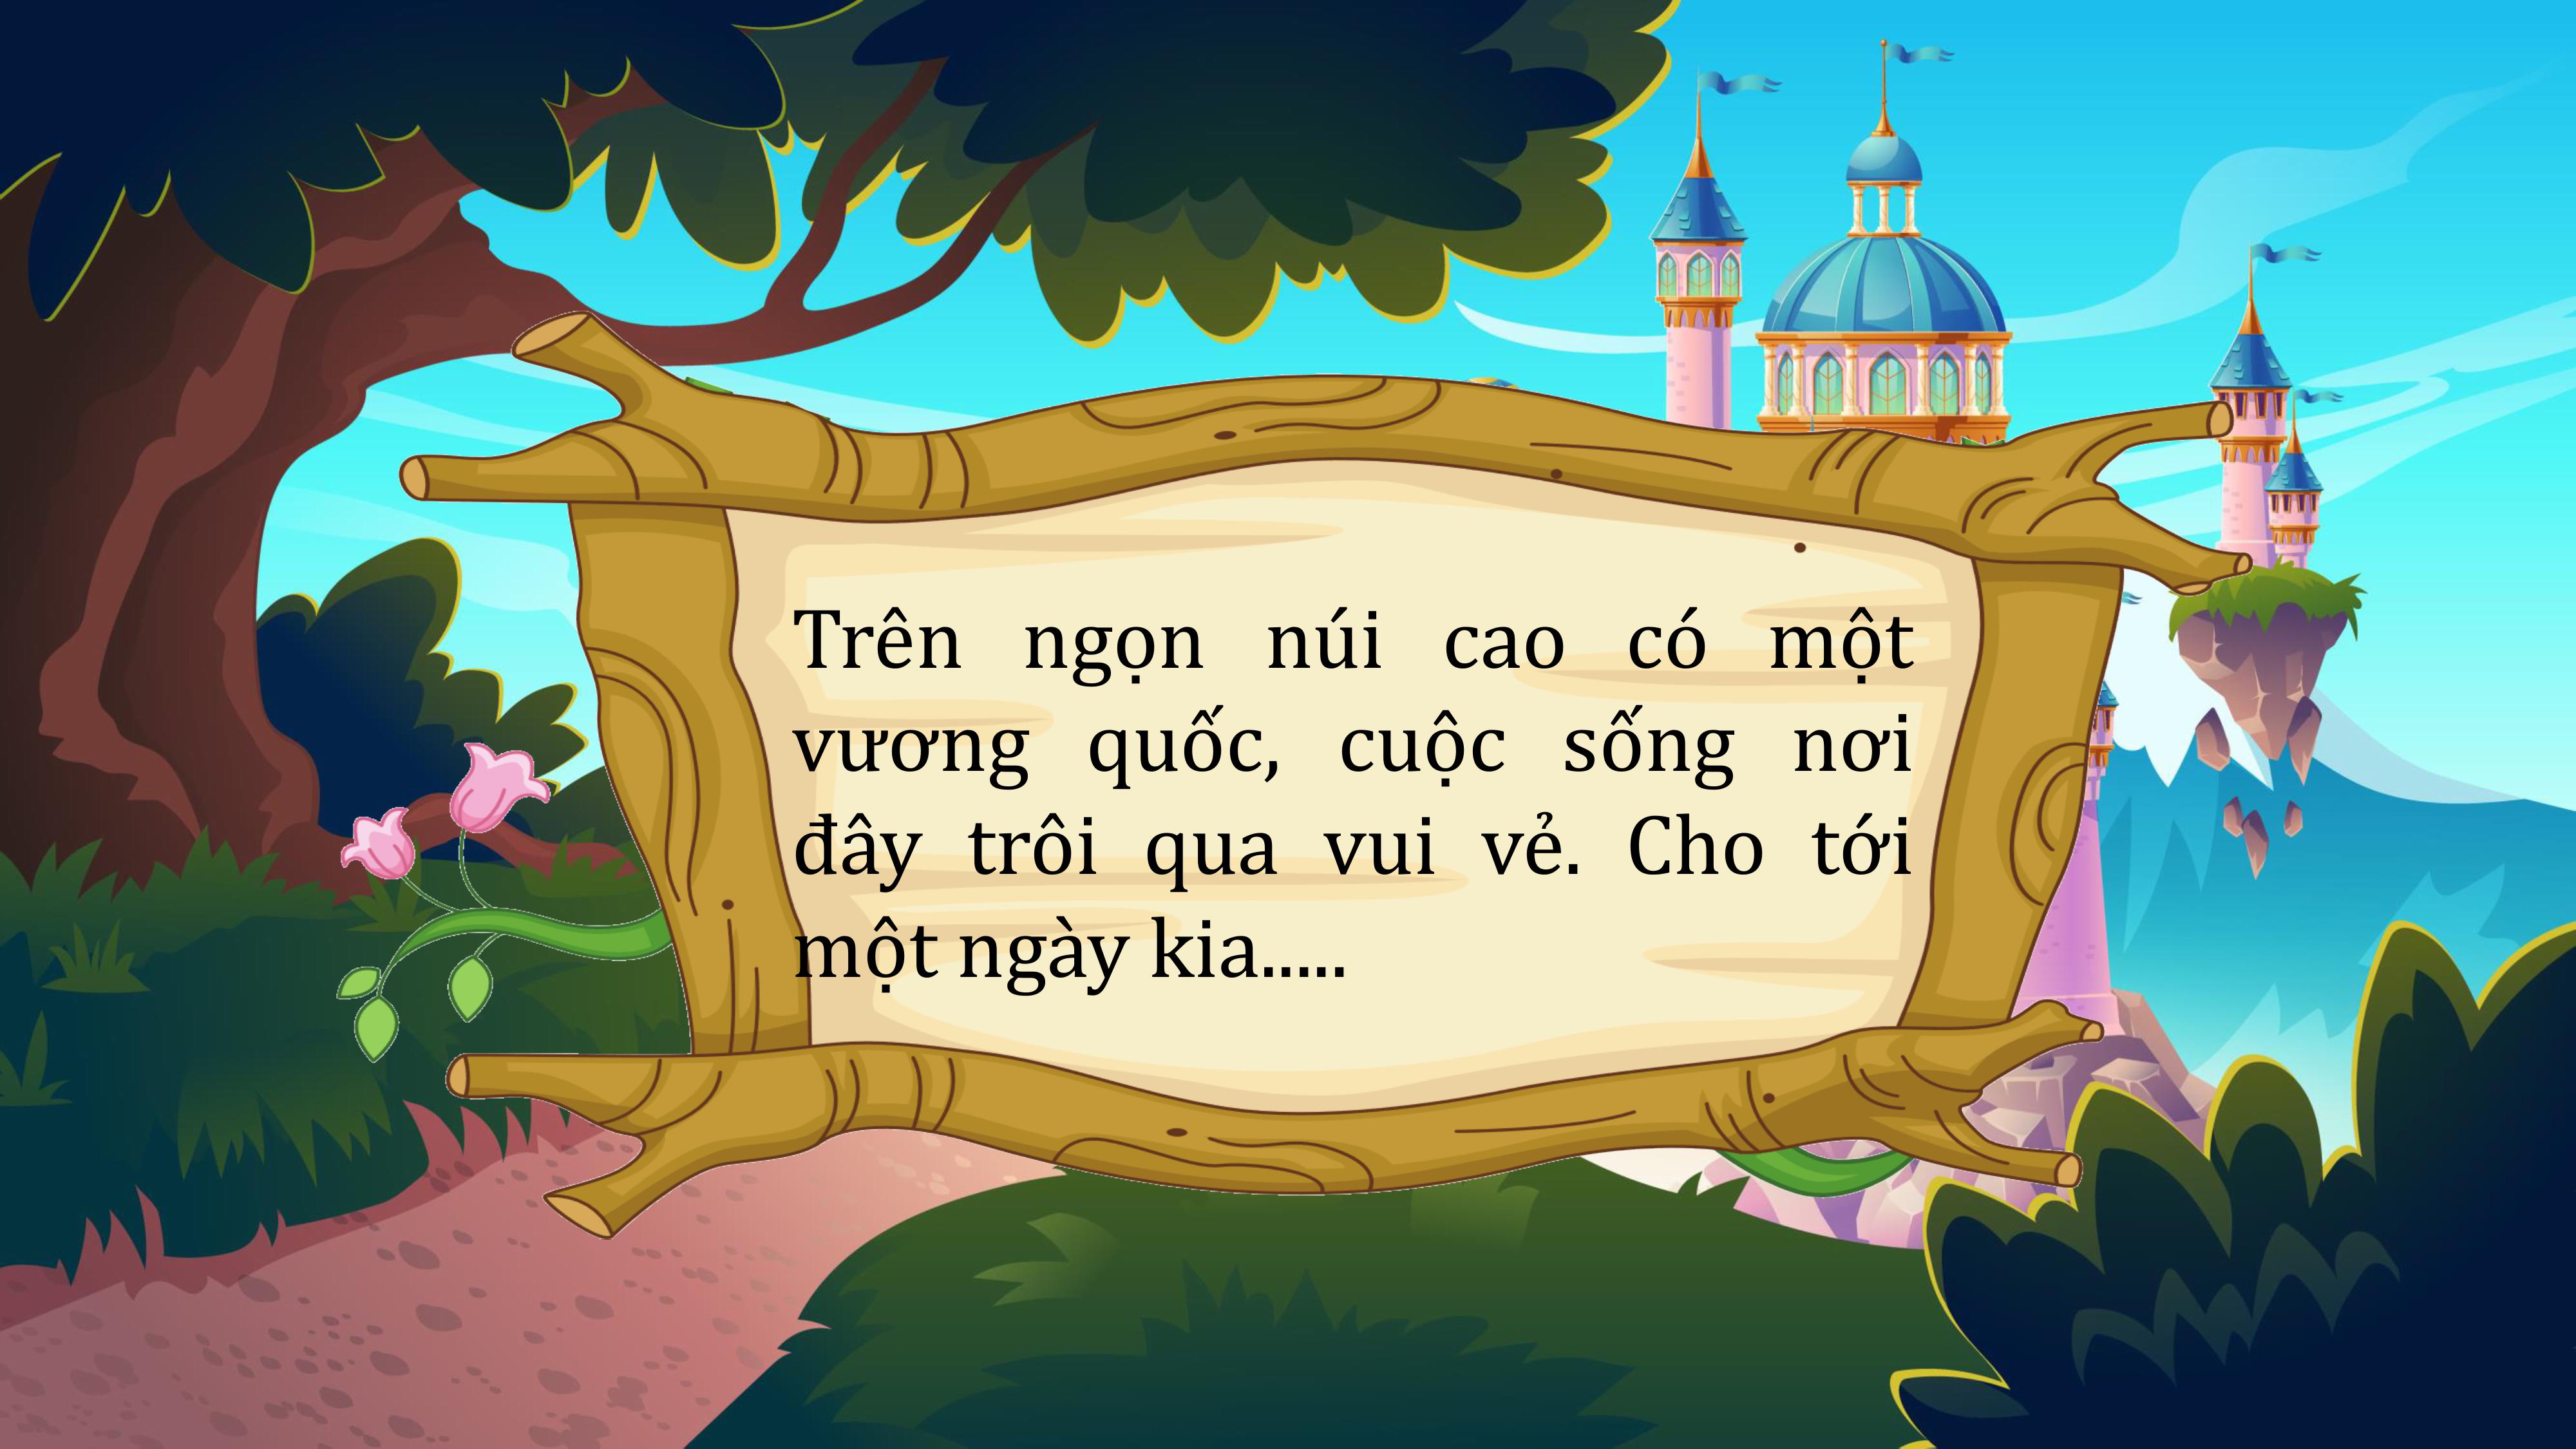 Trên ngọn núi cao có một
vương quốc, cuộc sống nơi
đây trôi qua vui vẻ. Cho tới
một ngày kia.....